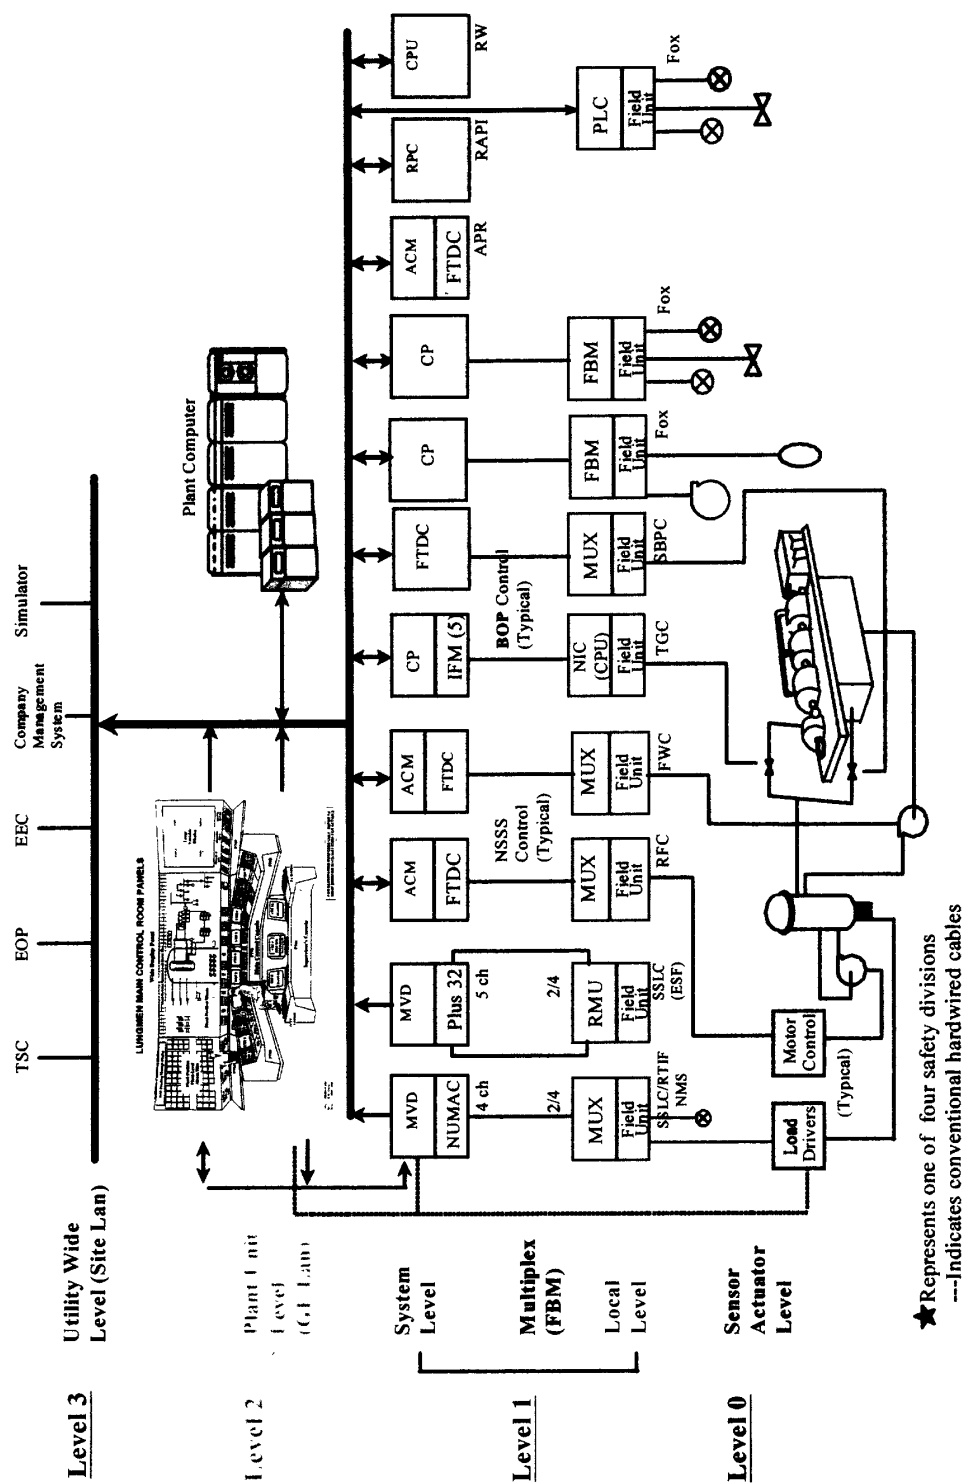 Level 3
Utility Wide
Level (Site Lan)
TSC
EOP
EEC
Company
Management
System
Simulator
Level 2
Plant Unit
Level
LUNGMEN MAIN CONTROL ROOM PANELS
Wide Display Panel
Plant Computer
Level 1
System
Level
MVD
NUMAC
4 ch
MVD
Plus 32
5 ch
ACM
FTDC
ACM
FTDC
CP
IFM (5)
FTDC
CP
CP
ACM
FTDC
APR
RPC
RAPI
CPU
RW
NSSS
Control
(Typical)
BOP Control
(Typical)
Multiplex
(FBM)
Local
Level
2/4
MUX
Field
Unit
SSLC/RTIF
NMS
2/4
RMU
Field
Unit
SSLC
(ESF)
MUX
Field
Unit
RFC
MUX
Field
Unit
FWC
NIC
(CPU)
Field
Unit
TGC
MUX
Field
Unit
SBPC
FBM
Field
Unit
Fox
FBM
Field
Unit
Fox
PLC
Field
Unit
Fox
Level 0
Sensor
Actuator
Level
Load
Drivers
Motor
Control
(Typical)
★Represents one of four safety divisions
----Indicates conventional hardwired cables